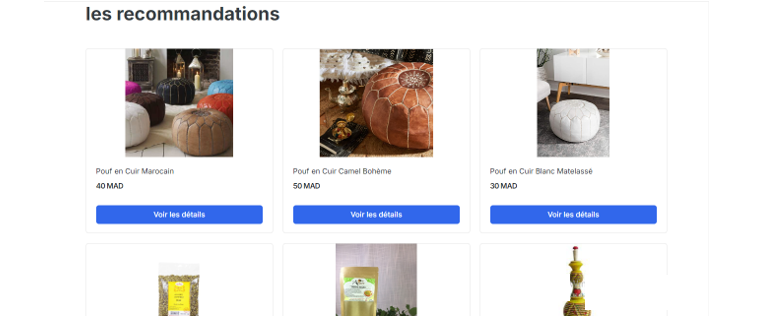 les recommandations
Pouf en Cuir Marocain
40 MAD
Voir les détails
Pouf en Cuir Camel Bohème
50 MAD
Voir les détails
Pouf en Cuir Blanc Matelassé
30 MAD
Voir les détails